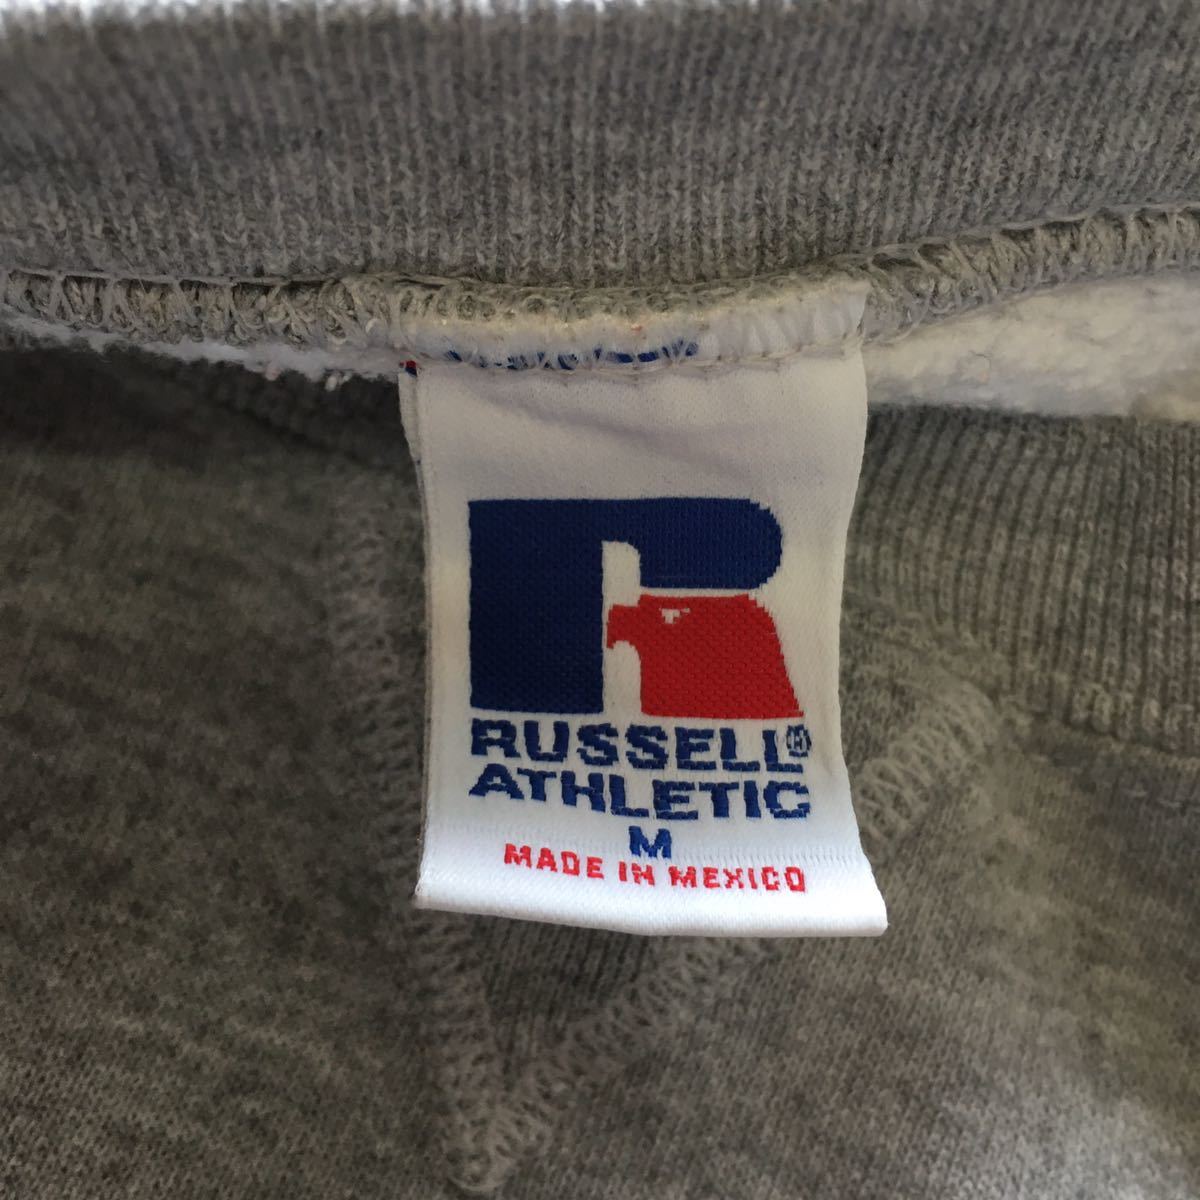 R
RUSSELL®
ATHLETIC
M
MADE IN MEXICO